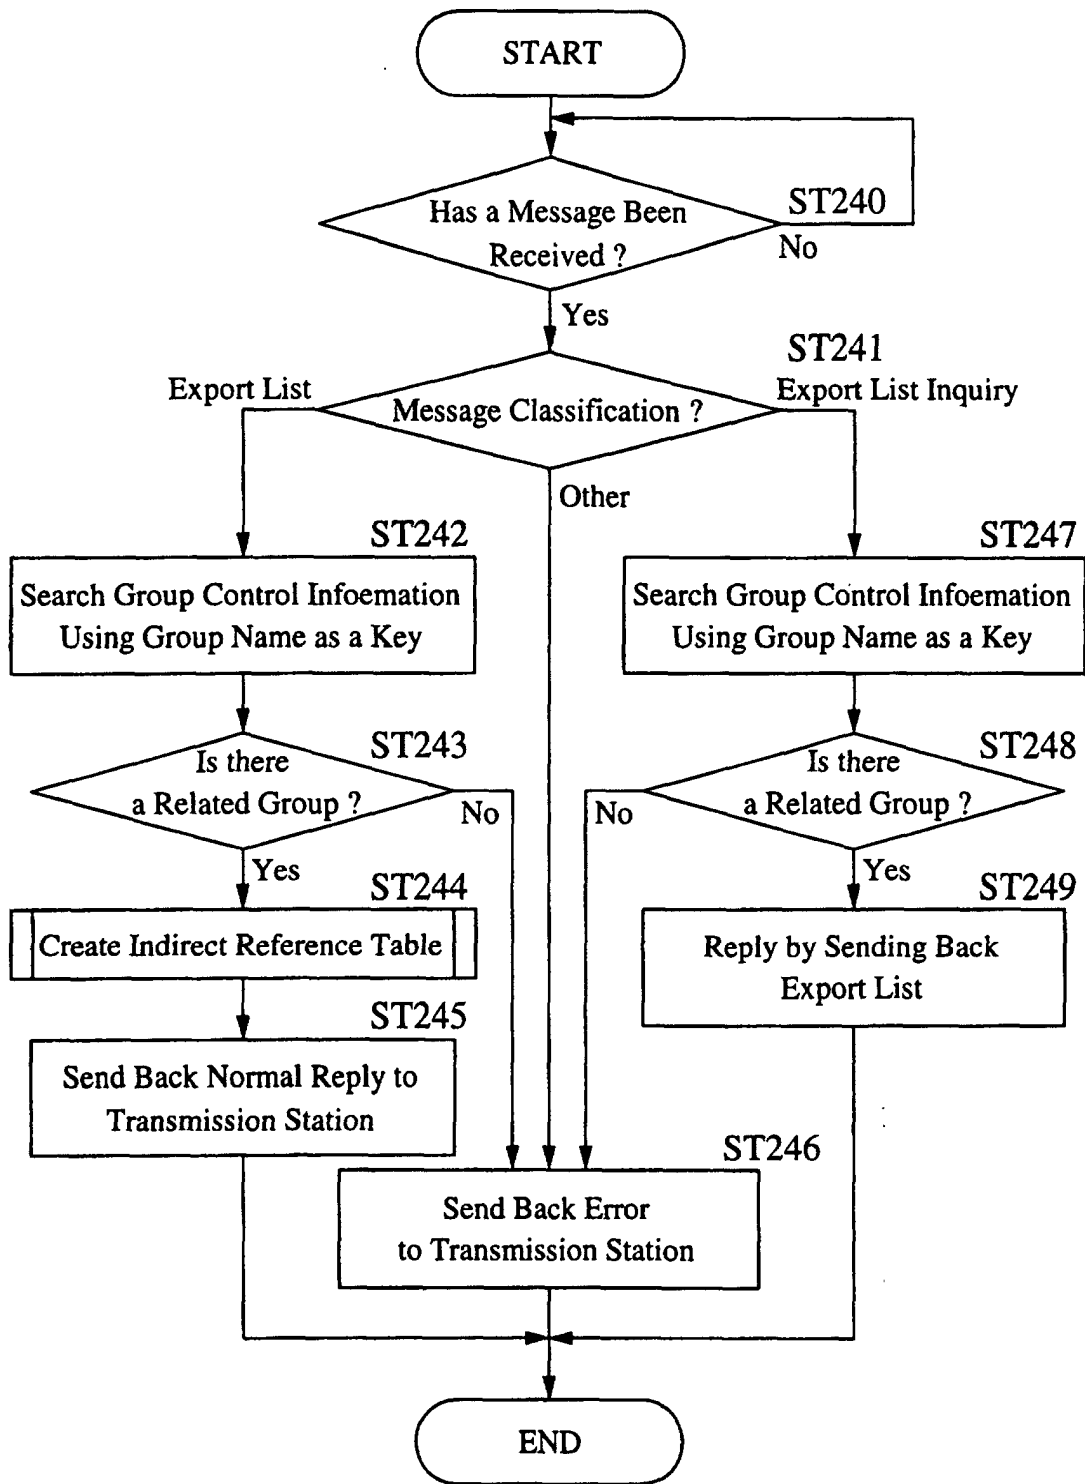 START
ST240
Has a Message Been
Received ?
No
Yes
ST241
Export List
Message Classification ?
Export List Inquiry
Other
ST242
ST247
Search Group Control Infoemation
Using Group Name as a Key
Search Group Control Infoemation
Using Group Name as a Key
ST243
ST248
Is there
a Related Group ?
No
Is there
a Related Group ?
No
Yes
Yes
ST244
ST249
Create Indirect Reference Table
Reply by Sending Back
Export List
ST245
Send Back Normal Reply to
Transmission Station
ST246
Send Back Error
to Transmission Station
END